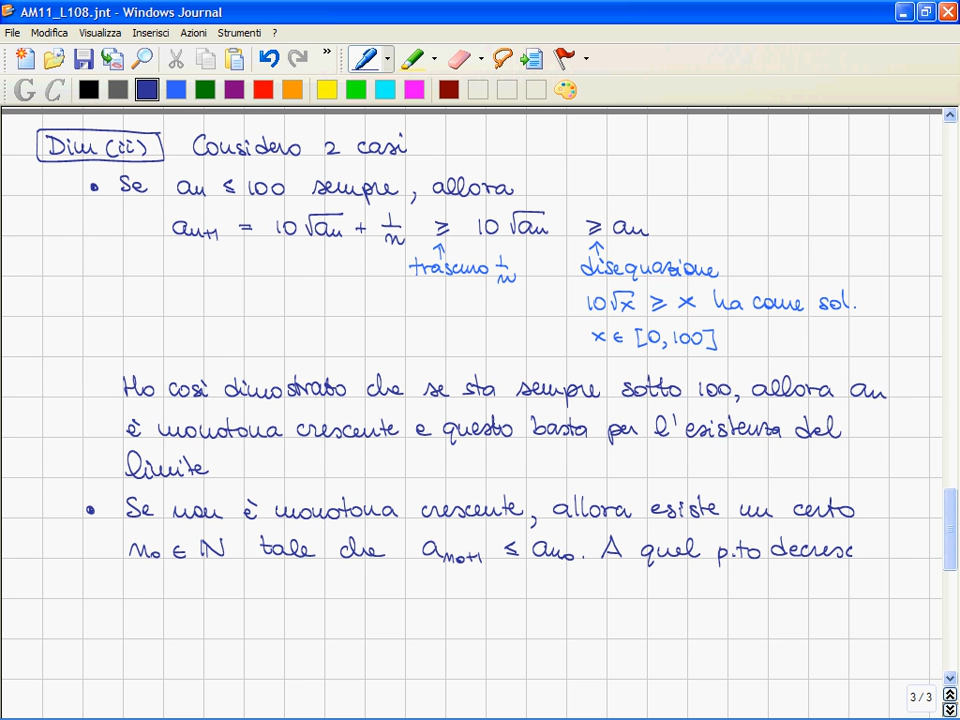 AM11_L108.jnt - Windows Journal
File Modifica Visualizza Inserisci Azioni Strumenti ?
Dim (ii) Considero 2 casi
• Se an ≤ 100 sempre, allora
an+1 = 10√an + 1/n ≥ 10√an ≥ an
↑ ↑
trascuro 1/n disequazione
10√x ≥ x ha come sol.
x ∈ [0,100]
Ho così dimostrato che se sta sempre sotto 100, allora an
è monotona crescente e questo basta per l'esistenza del
limite
• Se non è monotona crescente, allora esiste un certo
n₀ ∈ ℕ tale che an₀+1 ≤ an₀. A quel p.to decresc
3 / 3